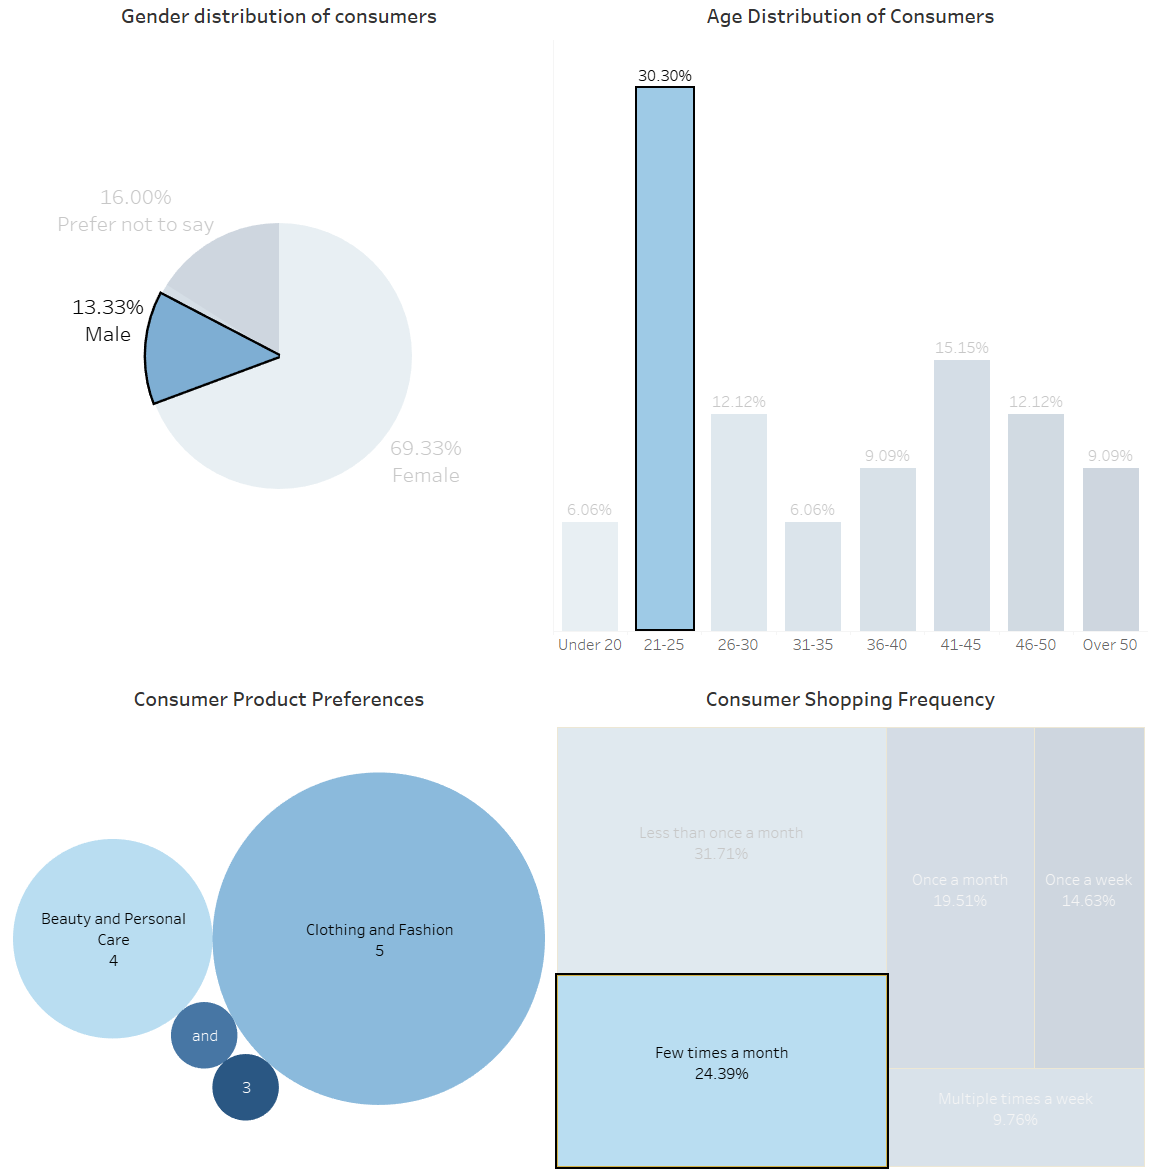 Gender distribution of consumers
16.00%
Prefer not to say
13.33%
Male
69.33%
Female
Age Distribution of Consumers
30.30%
15.15%
12.12%
12.12%
9.09%
9.09%
6.06%
6.06%
Under 20
21-25
26-30
31-35
36-40
41-45
46-50
Over 50
Consumer Product Preferences
Beauty and Personal
Care
4
Clothing and Fashion
5
and
3
Consumer Shopping Frequency
Less than once a month
31.71%
Once a month
19.51%
Once a week
14.63%
Few times a month
24.39%
Multiple times a week
9.76%